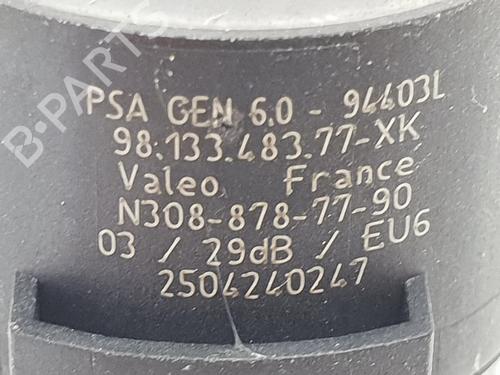 B-PARTS
PSA GEN 6.0 - 94403L
98.133.483.77-XK
Valeo France
N308-878-77-90
03 / 29dB / EU6
2504240247